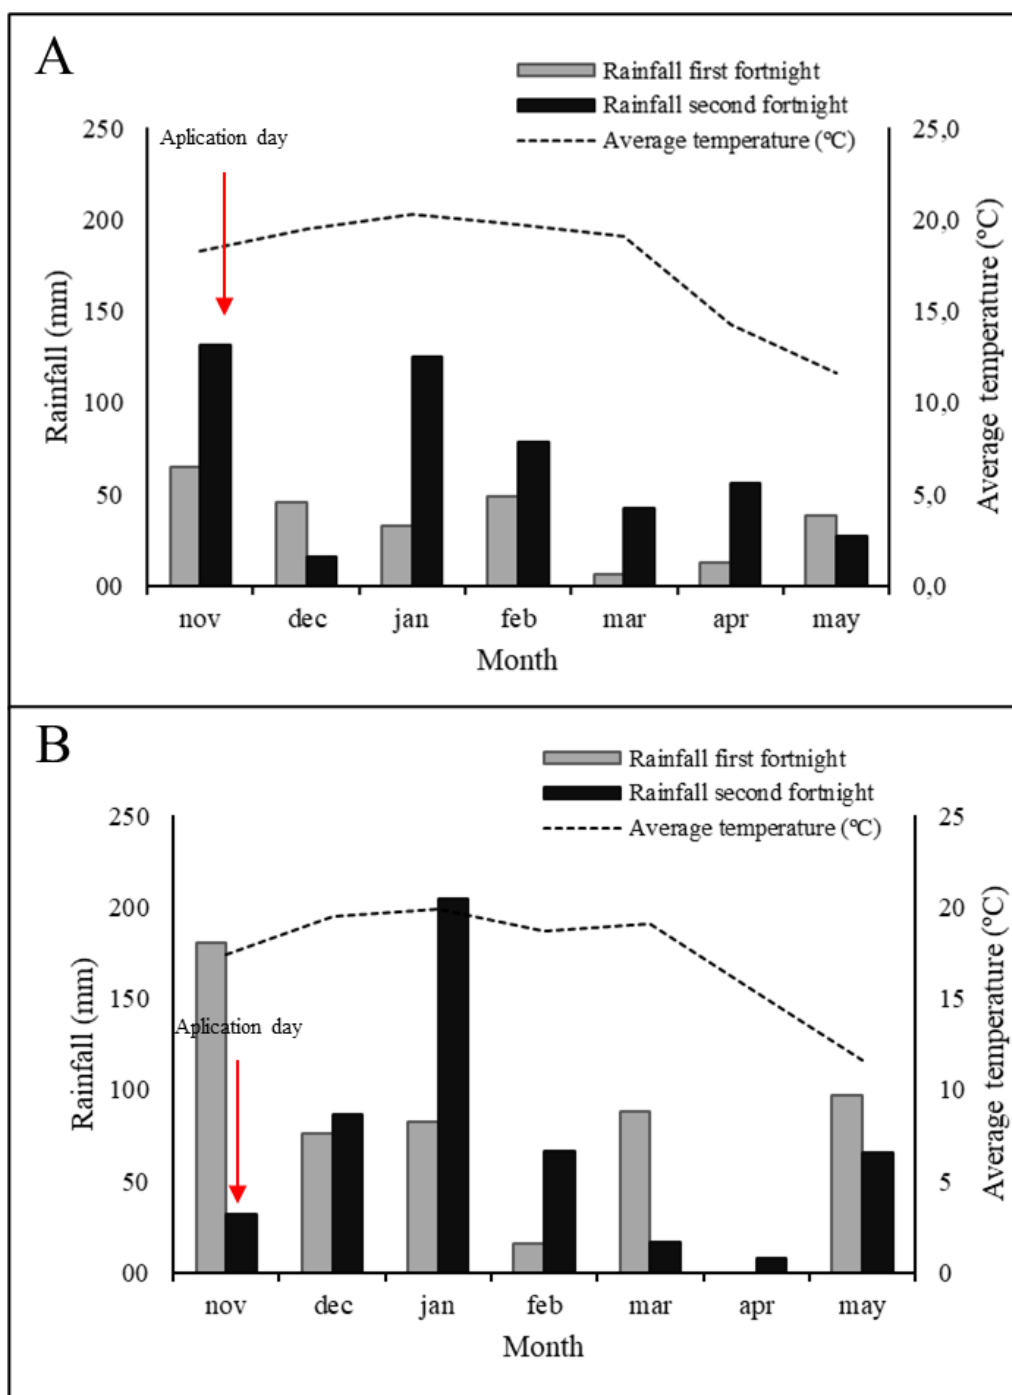 A
Rainfall first fortnight
Rainfall second fortnight
Average temperature (ºC)
Aplication day
250
200
150
100
50
00
Rainfall (mm)
25,0
20,0
15,0
10,0
5,0
0,0
Average temperature (ºC)
nov dec jan feb mar apr may
Month
B
Rainfall first fortnight
Rainfall second fortnight
Average temperature (ºC)
Aplication day
250
200
150
100
50
00
Rainfall (mm)
25
20
15
10
5
0
Average temperature (ºC)
nov dec jan feb mar apr may
Month